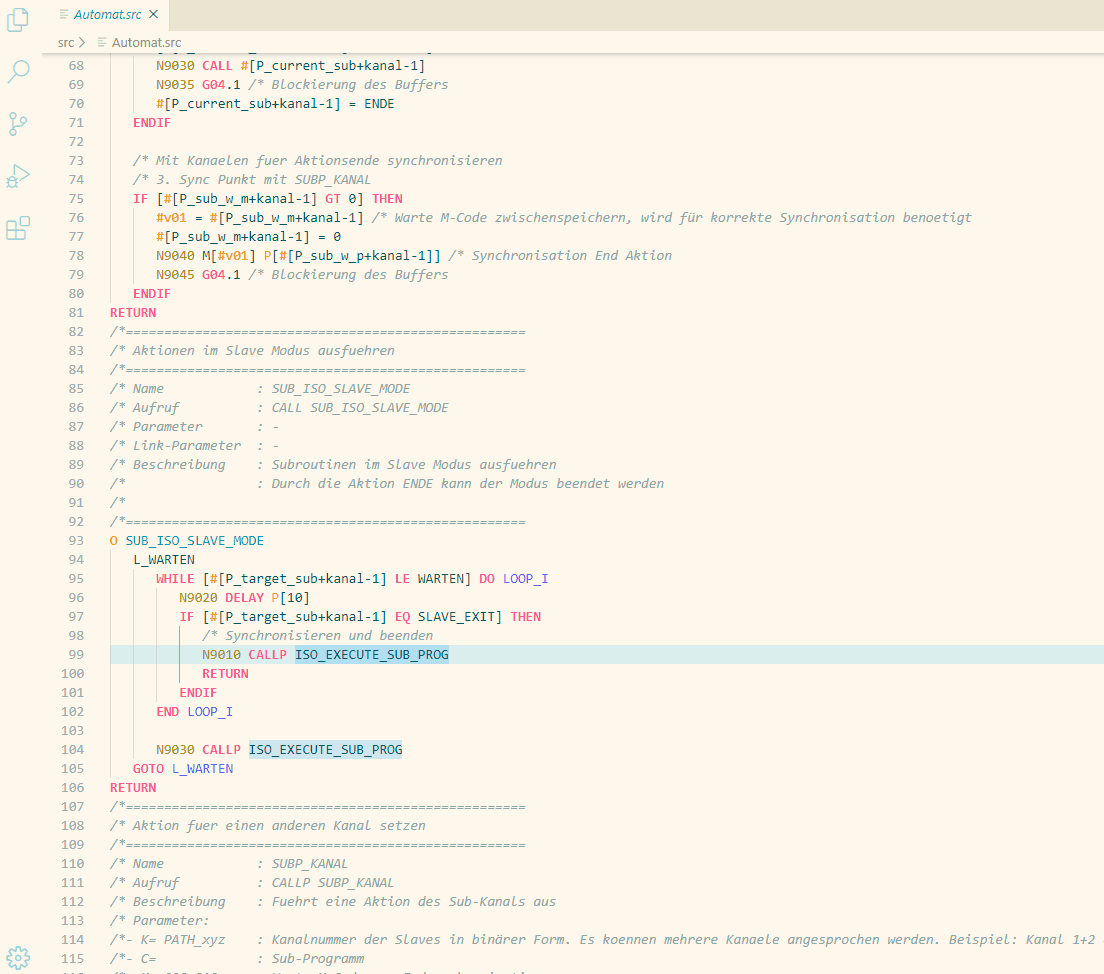 Automat.src
src > Automat.src
68 N9030 CALL #[P_current_sub+kanal-1]
69 N9035 G04.1 /* Blockierung des Buffers
70 #[P_current_sub+kanal-1] = ENDE
71 ENDIF
72
73 /* Mit Kanaelen fuer Aktionsende synchronisieren
74 /* 3. Sync Punkt mit SUBP_KANAL
75 IF [#[P_sub_w_m+kanal-1] GT 0] THEN
76 #v01 = #[P_sub_w_m+kanal-1] /* Warte M-Code zwischenspeichern, wird für korrekte Synchronisation benoetigt
77 #[P_sub_w_m+kanal-1] = 0
78 N9040 M[#v01] P[#[P_sub_w_p+kanal-1]] /* Synchronisation End Aktion
79 N9045 G04.1 /* Blockierung des Buffers
80 ENDIF
81 RETURN
82 /*====================================================
83 /* Aktionen im Slave Modus ausfuehren
84 /*====================================================
85 /* Name : SUB_ISO_SLAVE_MODE
86 /* Aufruf : CALL SUB_ISO_SLAVE_MODE
87 /* Parameter : -
88 /* Link-Parameter : -
89 /* Beschreibung : Subroutinen im Slave Modus ausfuehren
90 /* : Durch die Aktion ENDE kann der Modus beendet werden
91 /*
92 /*====================================================
93 O SUB_ISO_SLAVE_MODE
94 L_WARTEN
95 WHILE [#[P_target_sub+kanal-1] LE WARTEN] DO LOOP_I
96 N9020 DELAY P[10]
97 IF [#[P_target_sub+kanal-1] EQ SLAVE_EXIT] THEN
98 /* Synchronisieren und beenden
99 N9010 CALLP ISO_EXECUTE_SUB_PROG
100 RETURN
101 ENDIF
102 END LOOP_I
103
104 N9030 CALLP ISO_EXECUTE_SUB_PROG
105 GOTO L_WARTEN
106 RETURN
107 /*====================================================
108 /* Aktion fuer einen anderen Kanal setzen
109 /*====================================================
110 /* Name : SUBP_KANAL
111 /* Aufruf : CALLP SUBP_KANAL
112 /* Beschreibung : Fuehrt eine Aktion des Sub-Kanals aus
113 /* Parameter:
114 /*- K= PATH_xyz : Kanalnummer der Slaves in binärer Form. Es koennen mehrere Kanaele angesprochen werden. Beispiel: Kanal 1+2
115 /*- C= : Sub-Programm